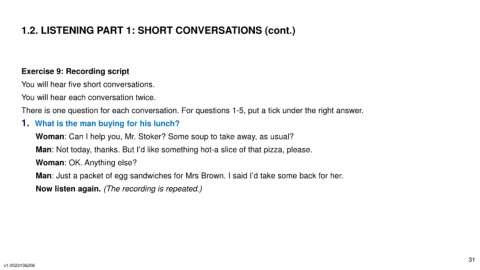 1.2. LISTENING PART 1: SHORT CONVERSATIONS (cont.)
Exercise 9: Recording script
You will hear five short conversations.
You will hear each conversation twice.
There is one question for each conversation. For questions 1-5, put a tick under the right answer.
1. What is the man buying for his lunch?
Woman: Can I help you, Mr. Stoker? Some soup to take away, as usual?
Man: Not today, thanks. But I'd like something hot-a slice of that pizza, please.
Woman: OK. Anything else?
Man: Just a packet of egg sandwiches for Mrs Brown. I said I'd take some back for her.
Now listen again. (The recording is repeated.)
31